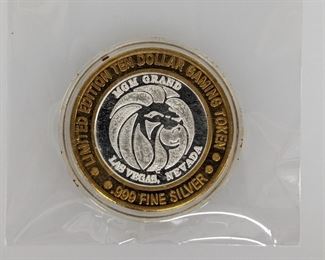 LIMITED EDITION TEN DOLLAR GAMING TOKEN
.999 FINE SILVER
MGM GRAND
LAS VEGAS, NEVADA